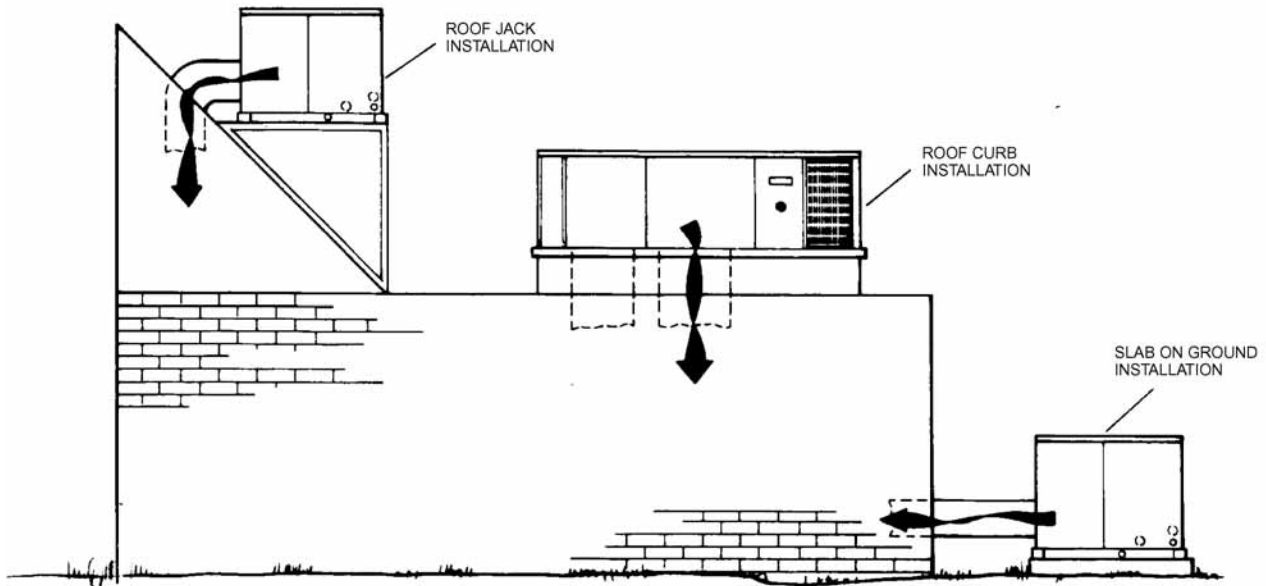 ROOF JACK
INSTALLATION
ROOF CURB
INSTALLATION
SLAB ON GROUND
INSTALLATION